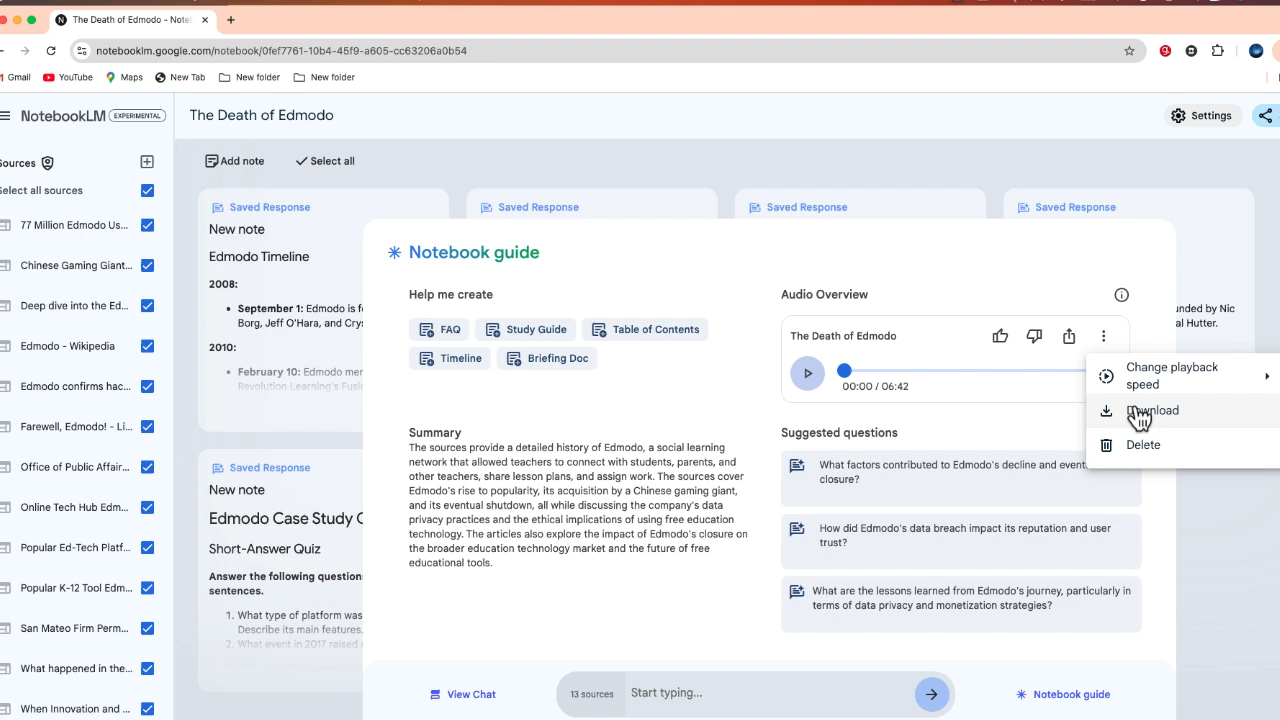 The Death of Edmodo - Notel
notebooklm.google.com/notebook/0fef7761-10b4-45f9-a605-cc63206a0b54
Gmail YouTube Maps New Tab New folder New folder
NotebookLM EXPERIMENTAL
The Death of Edmodo
Settings
Sources
Select all sources
77 Million Edmodo Us...
Chinese Gaming Giant...
Deep dive into the Ed...
Edmodo - Wikipedia
Edmodo confirms hac...
Farewell, Edmodo! - Li...
Office of Public Affair...
Online Tech Hub Edm...
Popular Ed-Tech Platf...
Popular K-12 Tool Edm...
San Mateo Firm Perm...
What happened in the...
When Innovation and ...
Add note Select all
Saved Response
New note
Edmodo Timeline
2008:
September 1: Edmodo is f
Borg, Jeff O'Hara, and Crys
2010:
February 10: Edmodo mer
Revolution Learning's Fusi
Saved Response
Saved Response
Saved Response
unded by Nic
al Hutter.
Saved Response
New note
Edmodo Case Study
Short-Answer Quiz
Answer the following question
sentences.
1. What type of platform was
Describe its main features.
2. What event in 2017 raised
Notebook guide
Help me create
FAQ Study Guide Table of Contents
Timeline Briefing Doc
Summary
The sources provide a detailed history of Edmodo, a social learning
network that allowed teachers to connect with students, parents, and
other teachers, share lesson plans, and assign work. The sources cover
Edmodo's rise to popularity, its acquisition by a Chinese gaming giant,
and its eventual shutdown, all while discussing the company's data
privacy practices and the ethical implications of using free education
technology. The articles also explore the impact of Edmodo's closure on
the broader education technology market and the future of free
educational tools.
Audio Overview
The Death of Edmodo
00:00 / 06:42
Change playback
speed
Download
Delete
Suggested questions
What factors contributed to Edmodo's decline and event
closure?
How did Edmodo's data breach impact its reputation and user
trust?
What are the lessons learned from Edmodo's journey, particularly in
terms of data privacy and monetization strategies?
View Chat
13 sources
Start typing...
Notebook guide